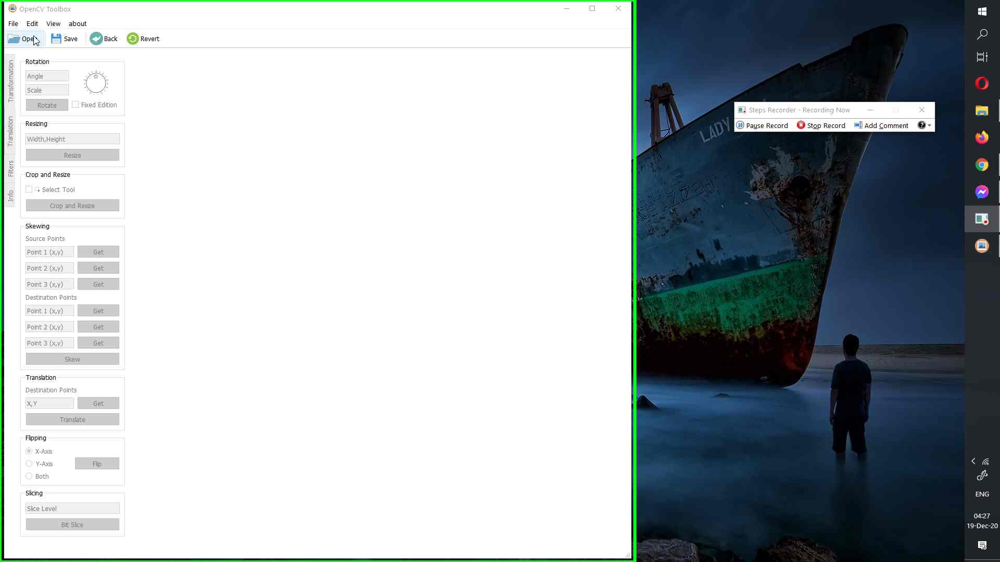 OpenCV Toolbox
File Edit View about
Open Save Back Revert
Transformation
Translation
Filters
Info
Rotation
Angle
Scale
Rotate Fixed Edition
Resizing
Width,Height
Resize
Crop and Resize
Select Tool
Crop and Resize
Skewing
Source Points
Point 1 (x,y) Get
Point 2 (x,y) Get
Point 3 (x,y) Get
Destination Points
Point 1 (x,y) Get
Point 2 (x,y) Get
Point 3 (x,y) Get
Skew
Translation
Destination Points
X,Y Get
Translate
Flipping
X-Axis
Y-Axis Flip
Both
Slicing
Slice Level
Bit Slice
Steps Recorder - Recording Now
Pause Record Stop Record Add Comment
LADY
ENG
04:27
19-Dec-20